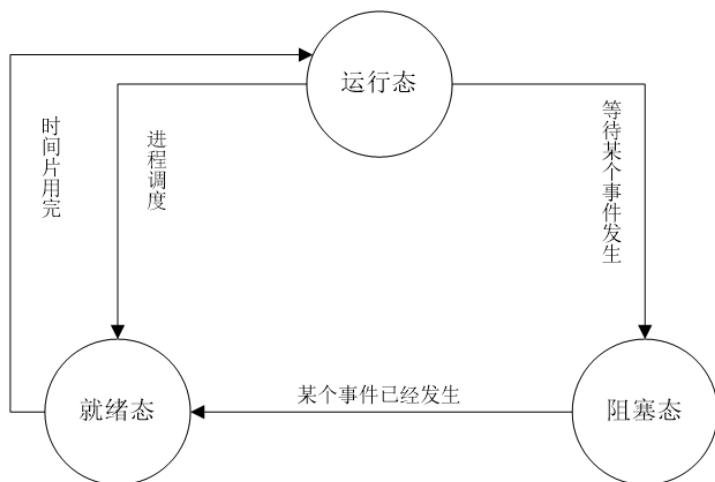 运行态
时间片用完
进程调度
等待某个事件发生
某个事件已经发生
就绪态
阻塞态